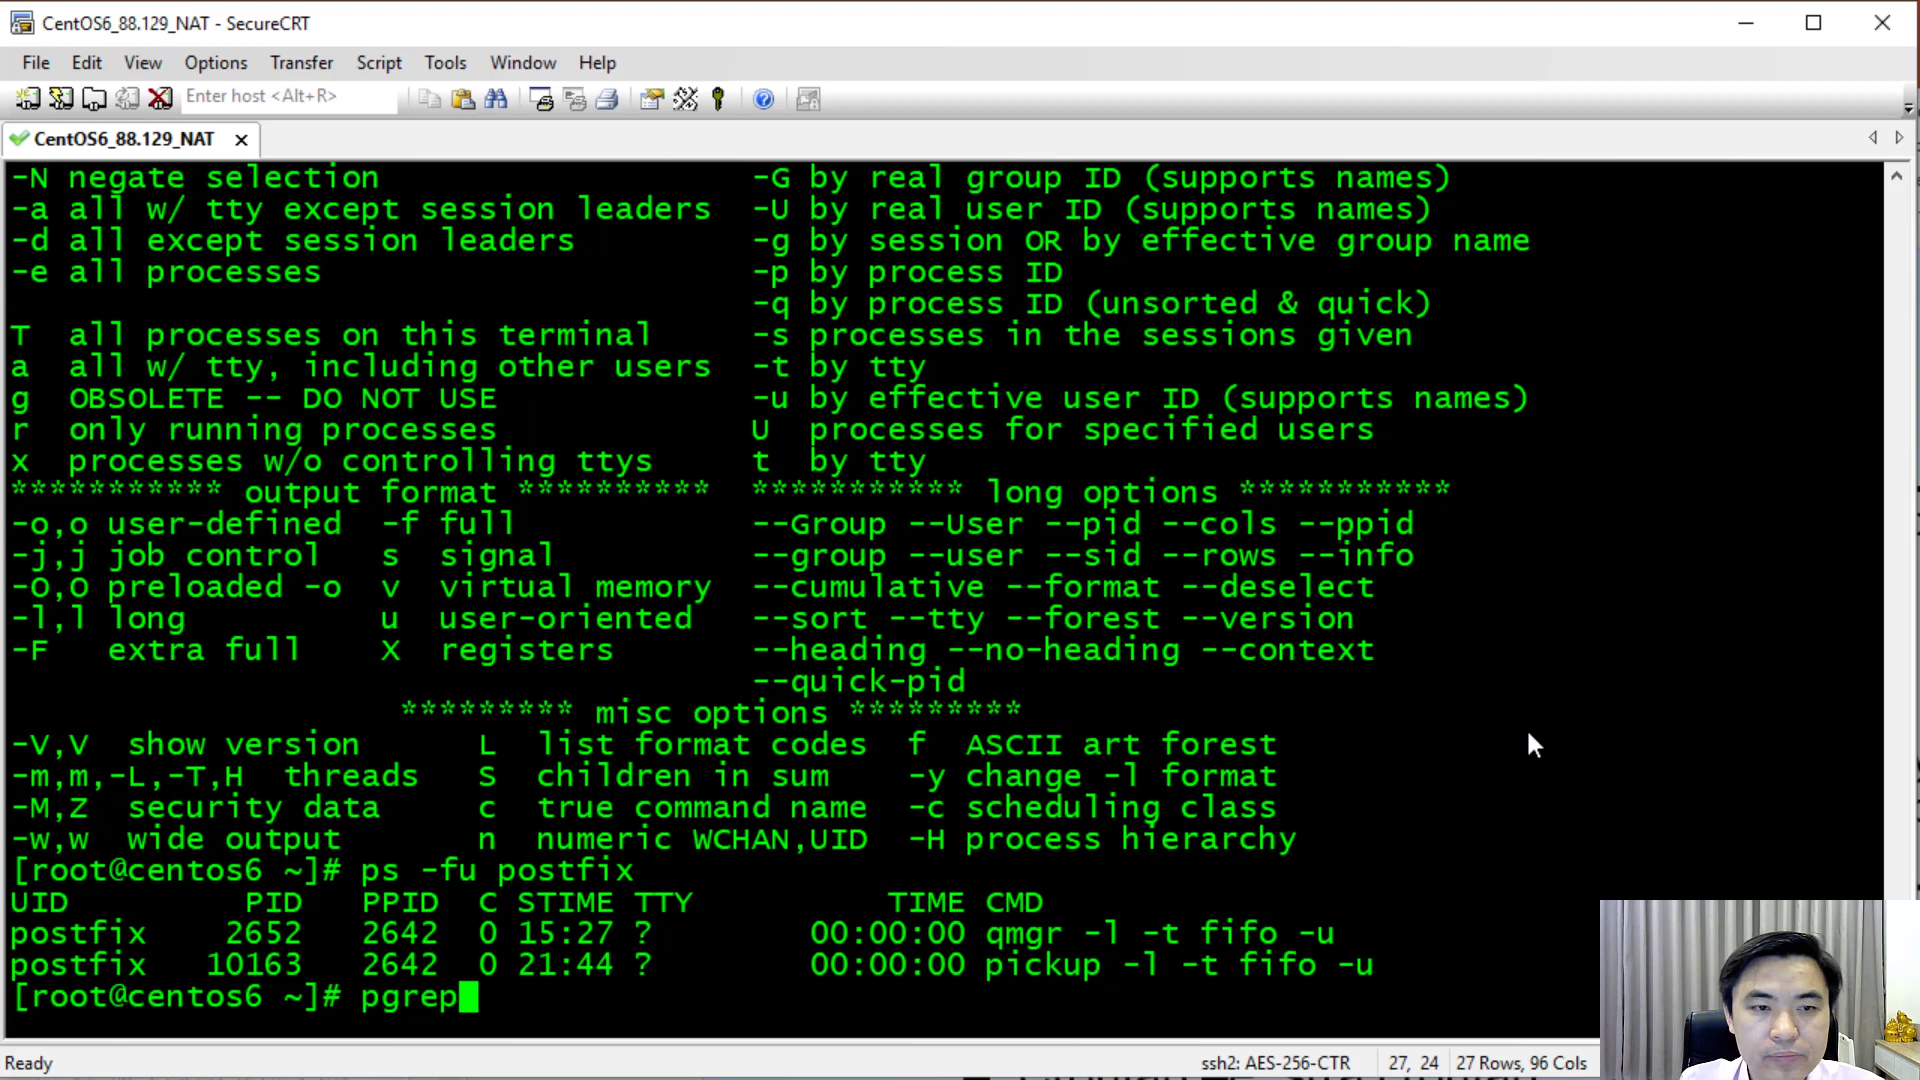 CentOS6_88.129_NAT - SecureCRT
File Edit View Options Transfer Script Tools Window Help
Enter host <Alt+R>
CentOS6_88.129_NAT
-N negate selection -G by real group ID (supports names)
-a all w/ tty except session leaders -U by real user ID (supports names)
-d all except session leaders -g by session OR by effective group name
-e all processes -p by process ID
-q by process ID (unsorted & quick)
T all processes on this terminal -s processes in the sessions given
a all w/ tty, including other users -t by tty
g OBSOLETE -- DO NOT USE -u by effective user ID (supports names)
r only running processes U processes for specified users
x processes w/o controlling ttys t by tty
*********** output format ********** *********** long options ***********
-o,o user-defined -f full --Group --User --pid --cols --ppid
-j,j job control s signal --group --user --sid --rows --info
-O,O preloaded -o v virtual memory --cumulative --format --deselect
-l,l long u user-oriented --sort --tty --forest --version
-F extra full X registers --heading --no-heading --context
--quick-pid
********* misc options *********
-V,V show version L list format codes f ASCII art forest
-m,m,-L,-T,H threads S children in sum -y change -l format
-M,Z security data c true command name -c scheduling class
-w,w wide output n numeric WCHAN,UID -H process hierarchy
[root@centos6 ~]# ps -fu postfix
UID PID PPID C STIME TTY TIME CMD
postfix 2652 2642 0 15:27 ? 00:00:00 qmgr -l -t fifo -u
postfix 10163 2642 0 21:44 ? 00:00:00 pickup -l -t fifo -u
[root@centos6 ~]# pgrep
Ready ssh2: AES-256-CTR 27, 24 27 Rows, 96 Cols